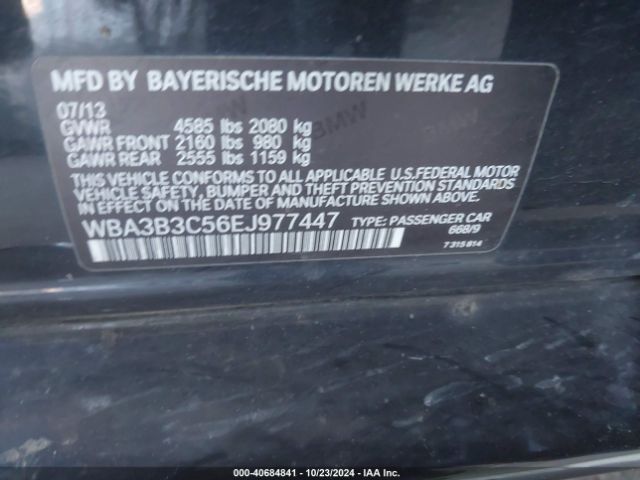 MFD BY BAYERISCHE MOTOREN WERKE AG
07/13
GVWR 4585 lbs 2080 kg
GAWR FRONT 2160 lbs 980 kg
GAWR REAR 2555 lbs 1159 kg
THIS VEHICLE CONFORMS TO ALL APPLICABLE U.S.FEDERAL MOTOR
VEHICLE SAFETY, BUMPER AND THEFT PREVENTION STANDARDS IN
EFFECT ON THE DATE OF MANUFACTURE SHOWN ABOVE.
WBA3B3C56EJ977447 TYPE: PASSENGER CAR
668/9
7 315 814
000-40684841 - 10/23/2024 - IAA Inc.